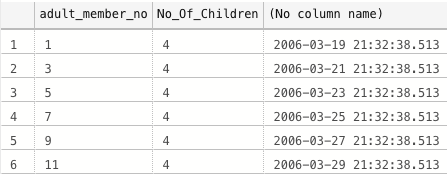 adult_member_no No_Of_Children (No column name)
1 1 4 2006-03-19 21:32:38.513
2 3 4 2006-03-21 21:32:38.513
3 5 4 2006-03-23 21:32:38.513
4 7 4 2006-03-25 21:32:38.513
5 9 4 2006-03-27 21:32:38.513
6 11 4 2006-03-29 21:32:38.513